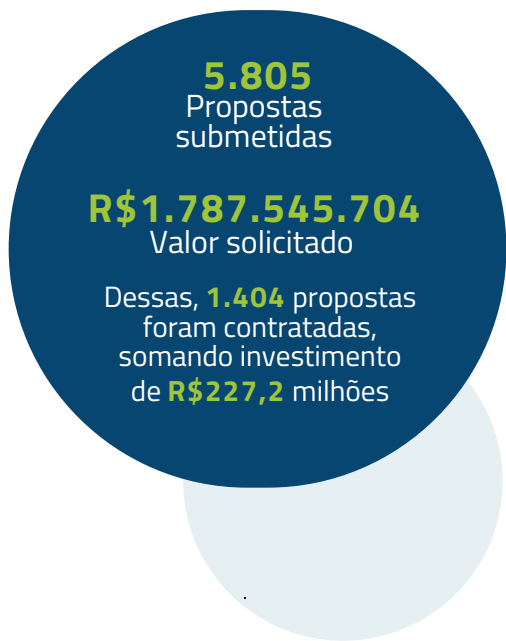 5.805
Propostas
submetidas
R$1.787.545.704
Valor solicitado
Dessas, 1.404 propostas
foram contratadas,
somando investimento
de R$227,2 milhões
.